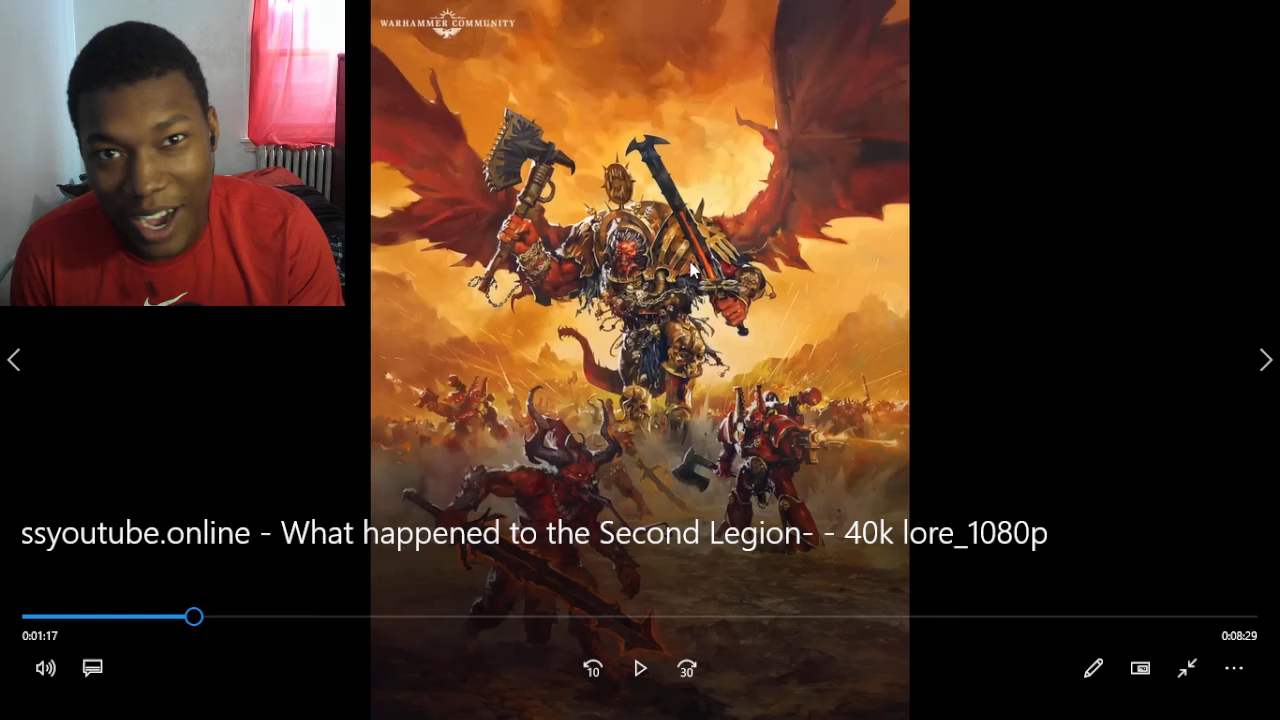 WARHAMMER COMMUNITY
ssyoutube.online - What happened to the Second Legion- - 40k lore_1080p
0:01:17
0:08:29
10
30